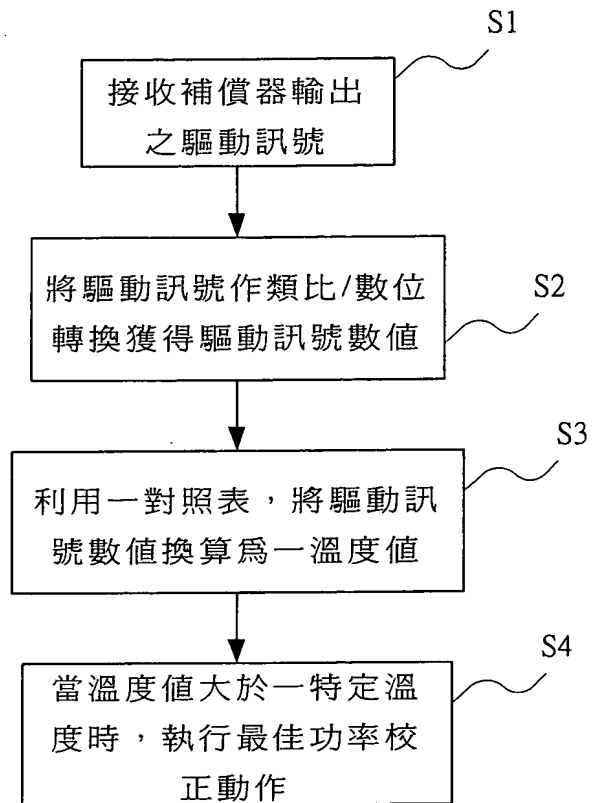 S1
接收補償器輸出
之驅動訊號
將驅動訊號作類比/數位
轉換獲得驅動訊號數值
S2
S3
利用一對照表，將驅動訊
號數值換算爲一溫度值
S4
當溫度值大於一特定溫
度時，執行最佳功率校
正動作